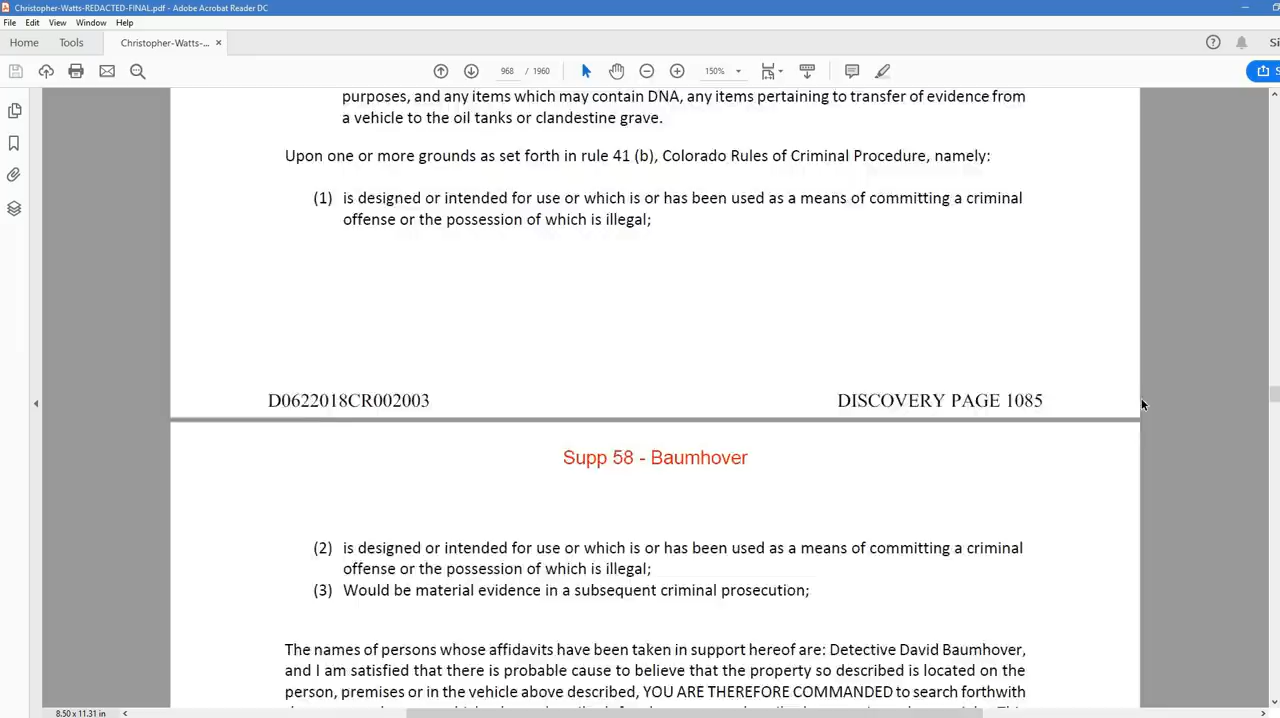 Christopher-Watts-REDACTED-FINAL.pdf - Adobe Acrobat Reader DC
File Edit View Window Help
Home Tools Christopher-Watts-... ×
968 / 1960 150%
purposes, and any items which may contain DNA, any items pertaining to transfer of evidence from
a vehicle to the oil tanks or clandestine grave.
Upon one or more grounds as set forth in rule 41 (b), Colorado Rules of Criminal Procedure, namely:
(1) is designed or intended for use or which is or has been used as a means of committing a criminal
offense or the possession of which is illegal;
D0622018CR002003 DISCOVERY PAGE 1085
Supp 58 - Baumhover
(2) is designed or intended for use or which is or has been used as a means of committing a criminal
offense or the possession of which is illegal;
(3) Would be material evidence in a subsequent criminal prosecution;
The names of persons whose affidavits have been taken in support hereof are: Detective David Baumhover,
and I am satisfied that there is probable cause to believe that the property so described is located on the
person, premises or in the vehicle above described, YOU ARE THEREFORE COMMANDED to search forthwith
8.50 x 11.31 in